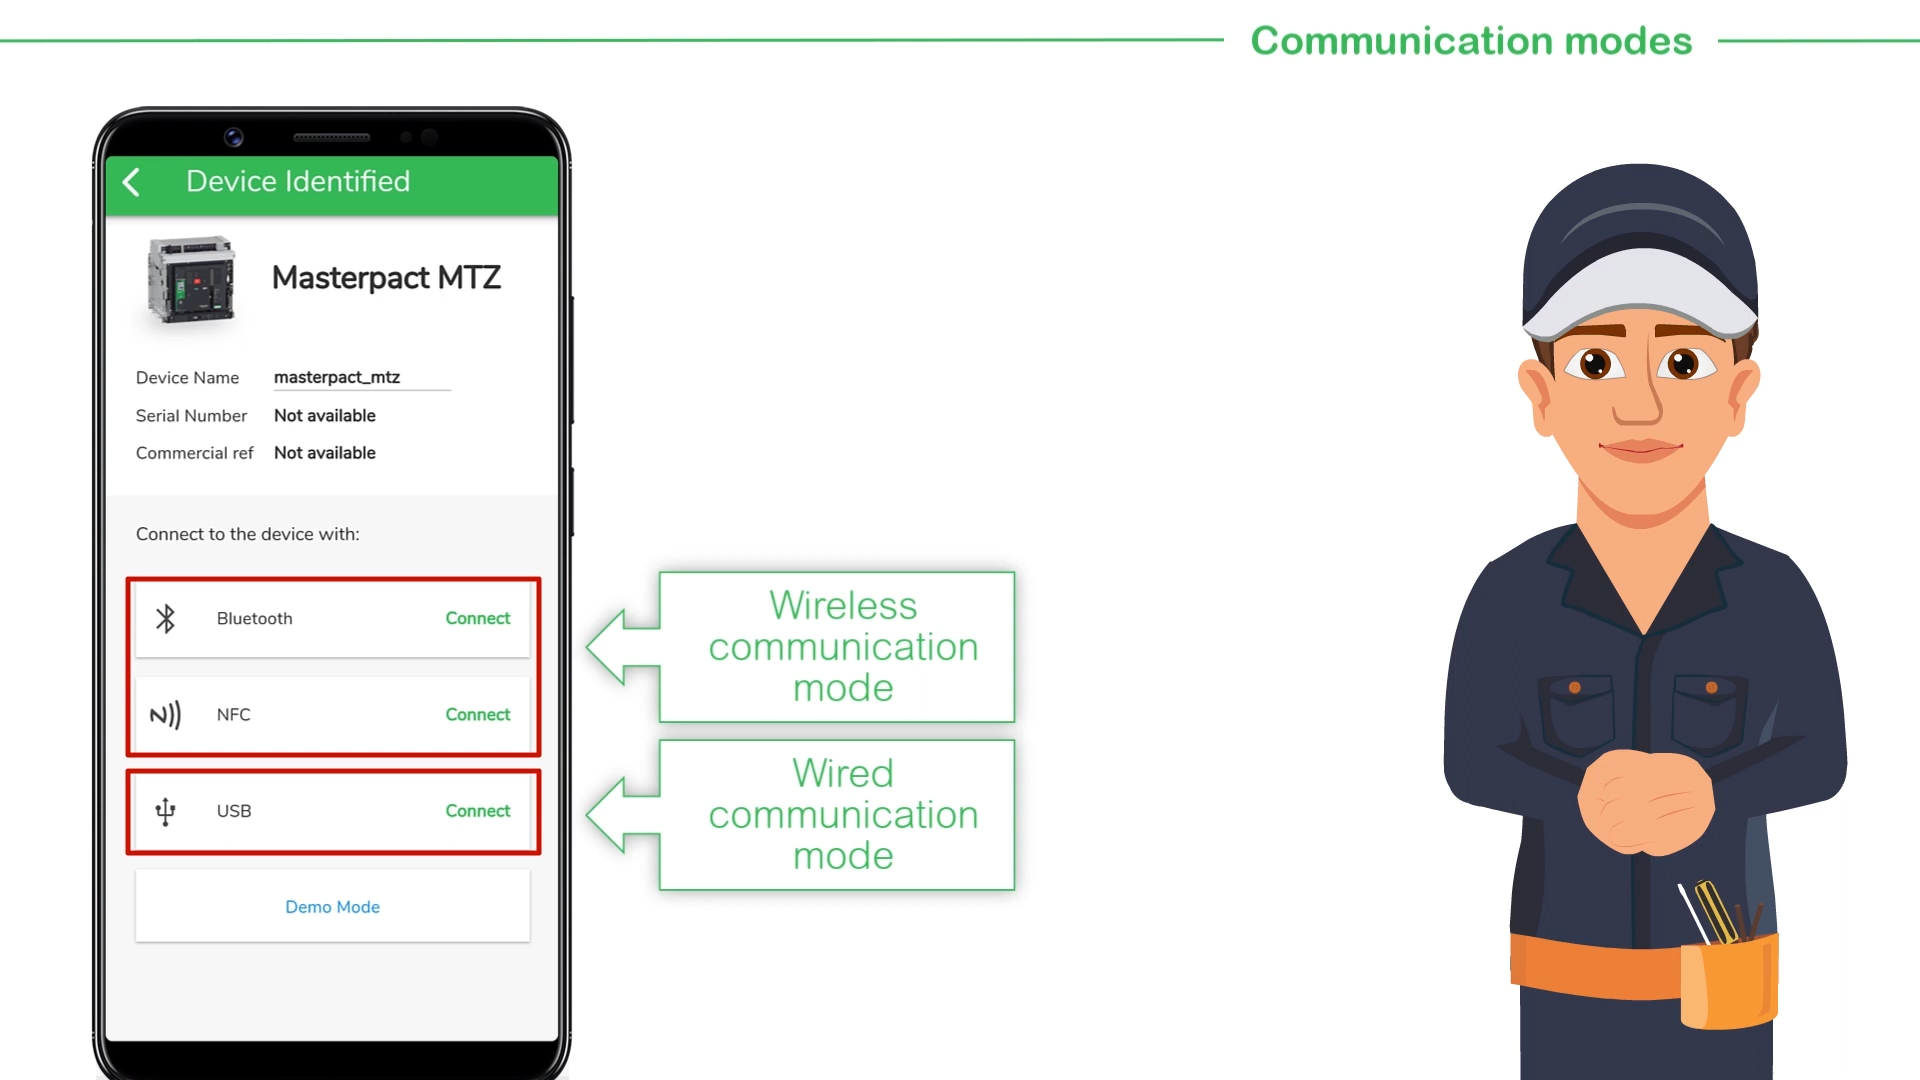 Communication modes
Device Identified
Masterpact MTZ
Device Name masterpact_mtz
Serial Number Not available
Commercial ref Not available
Connect to the device with:
Bluetooth Connect
NFC Connect
USB Connect
Demo Mode
Wireless
communication
mode
Wired
communication
mode